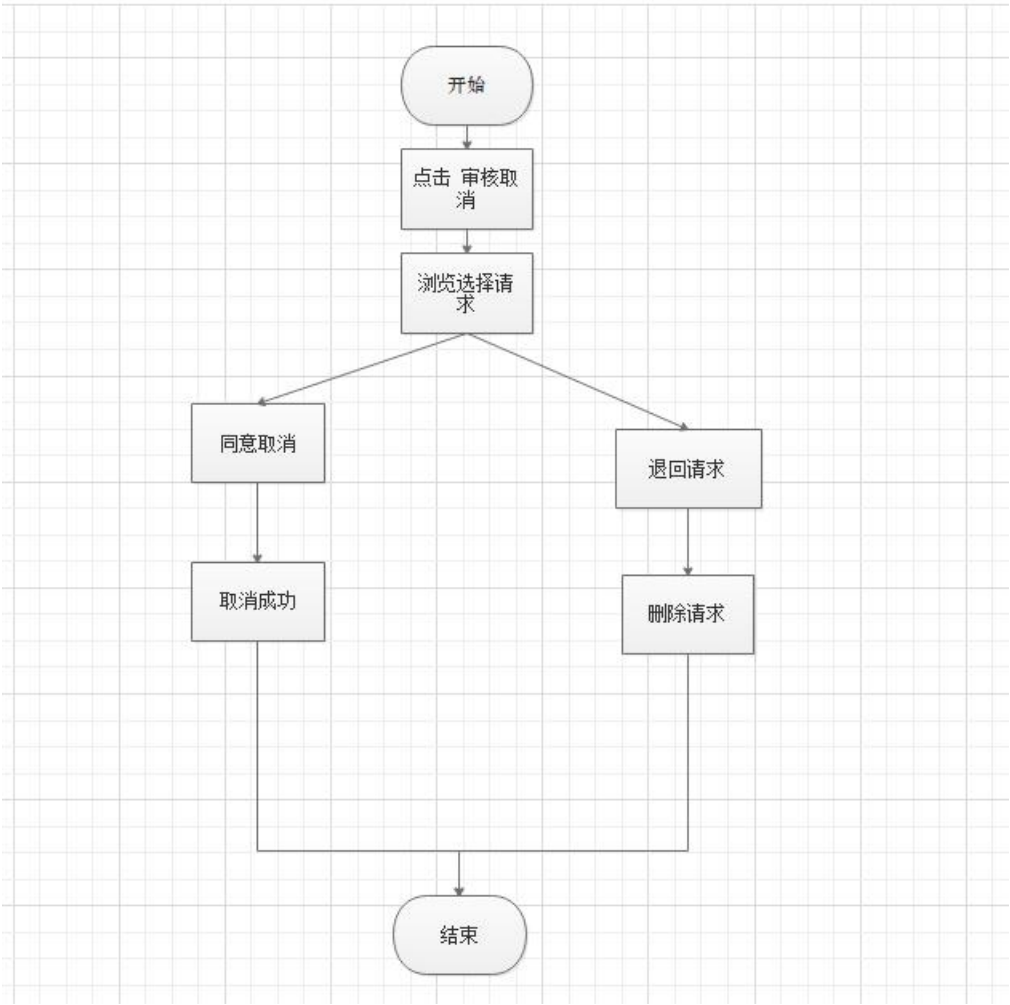 开始
点击 审核取
消
浏览选择请
求
同意取消
退回请求
取消成功
删除请求
结束